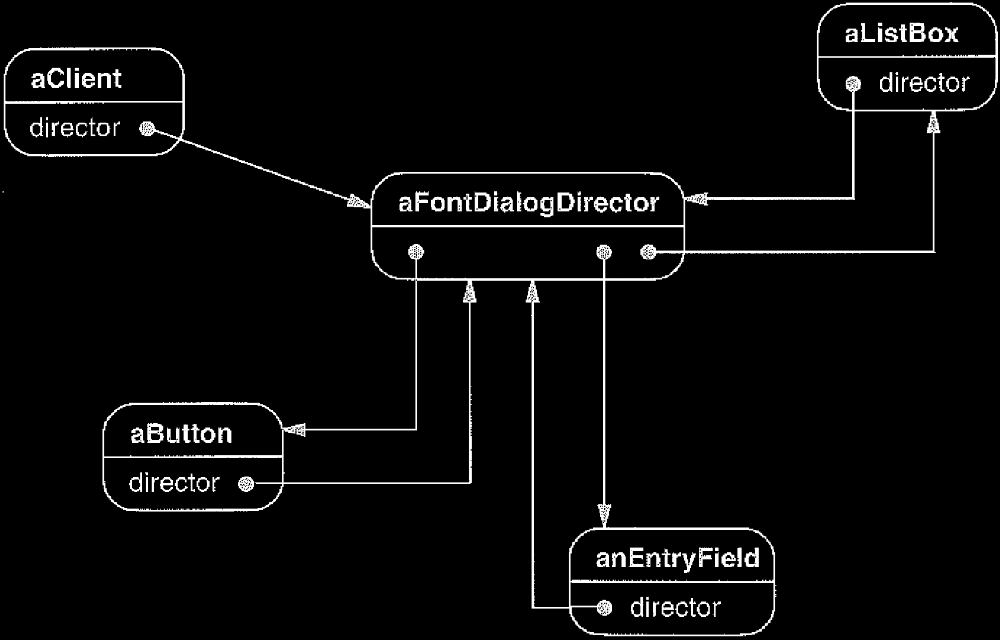 aListBox
director
aClient
director
aFontDialogDirector
aButton
director
anEntryField
director